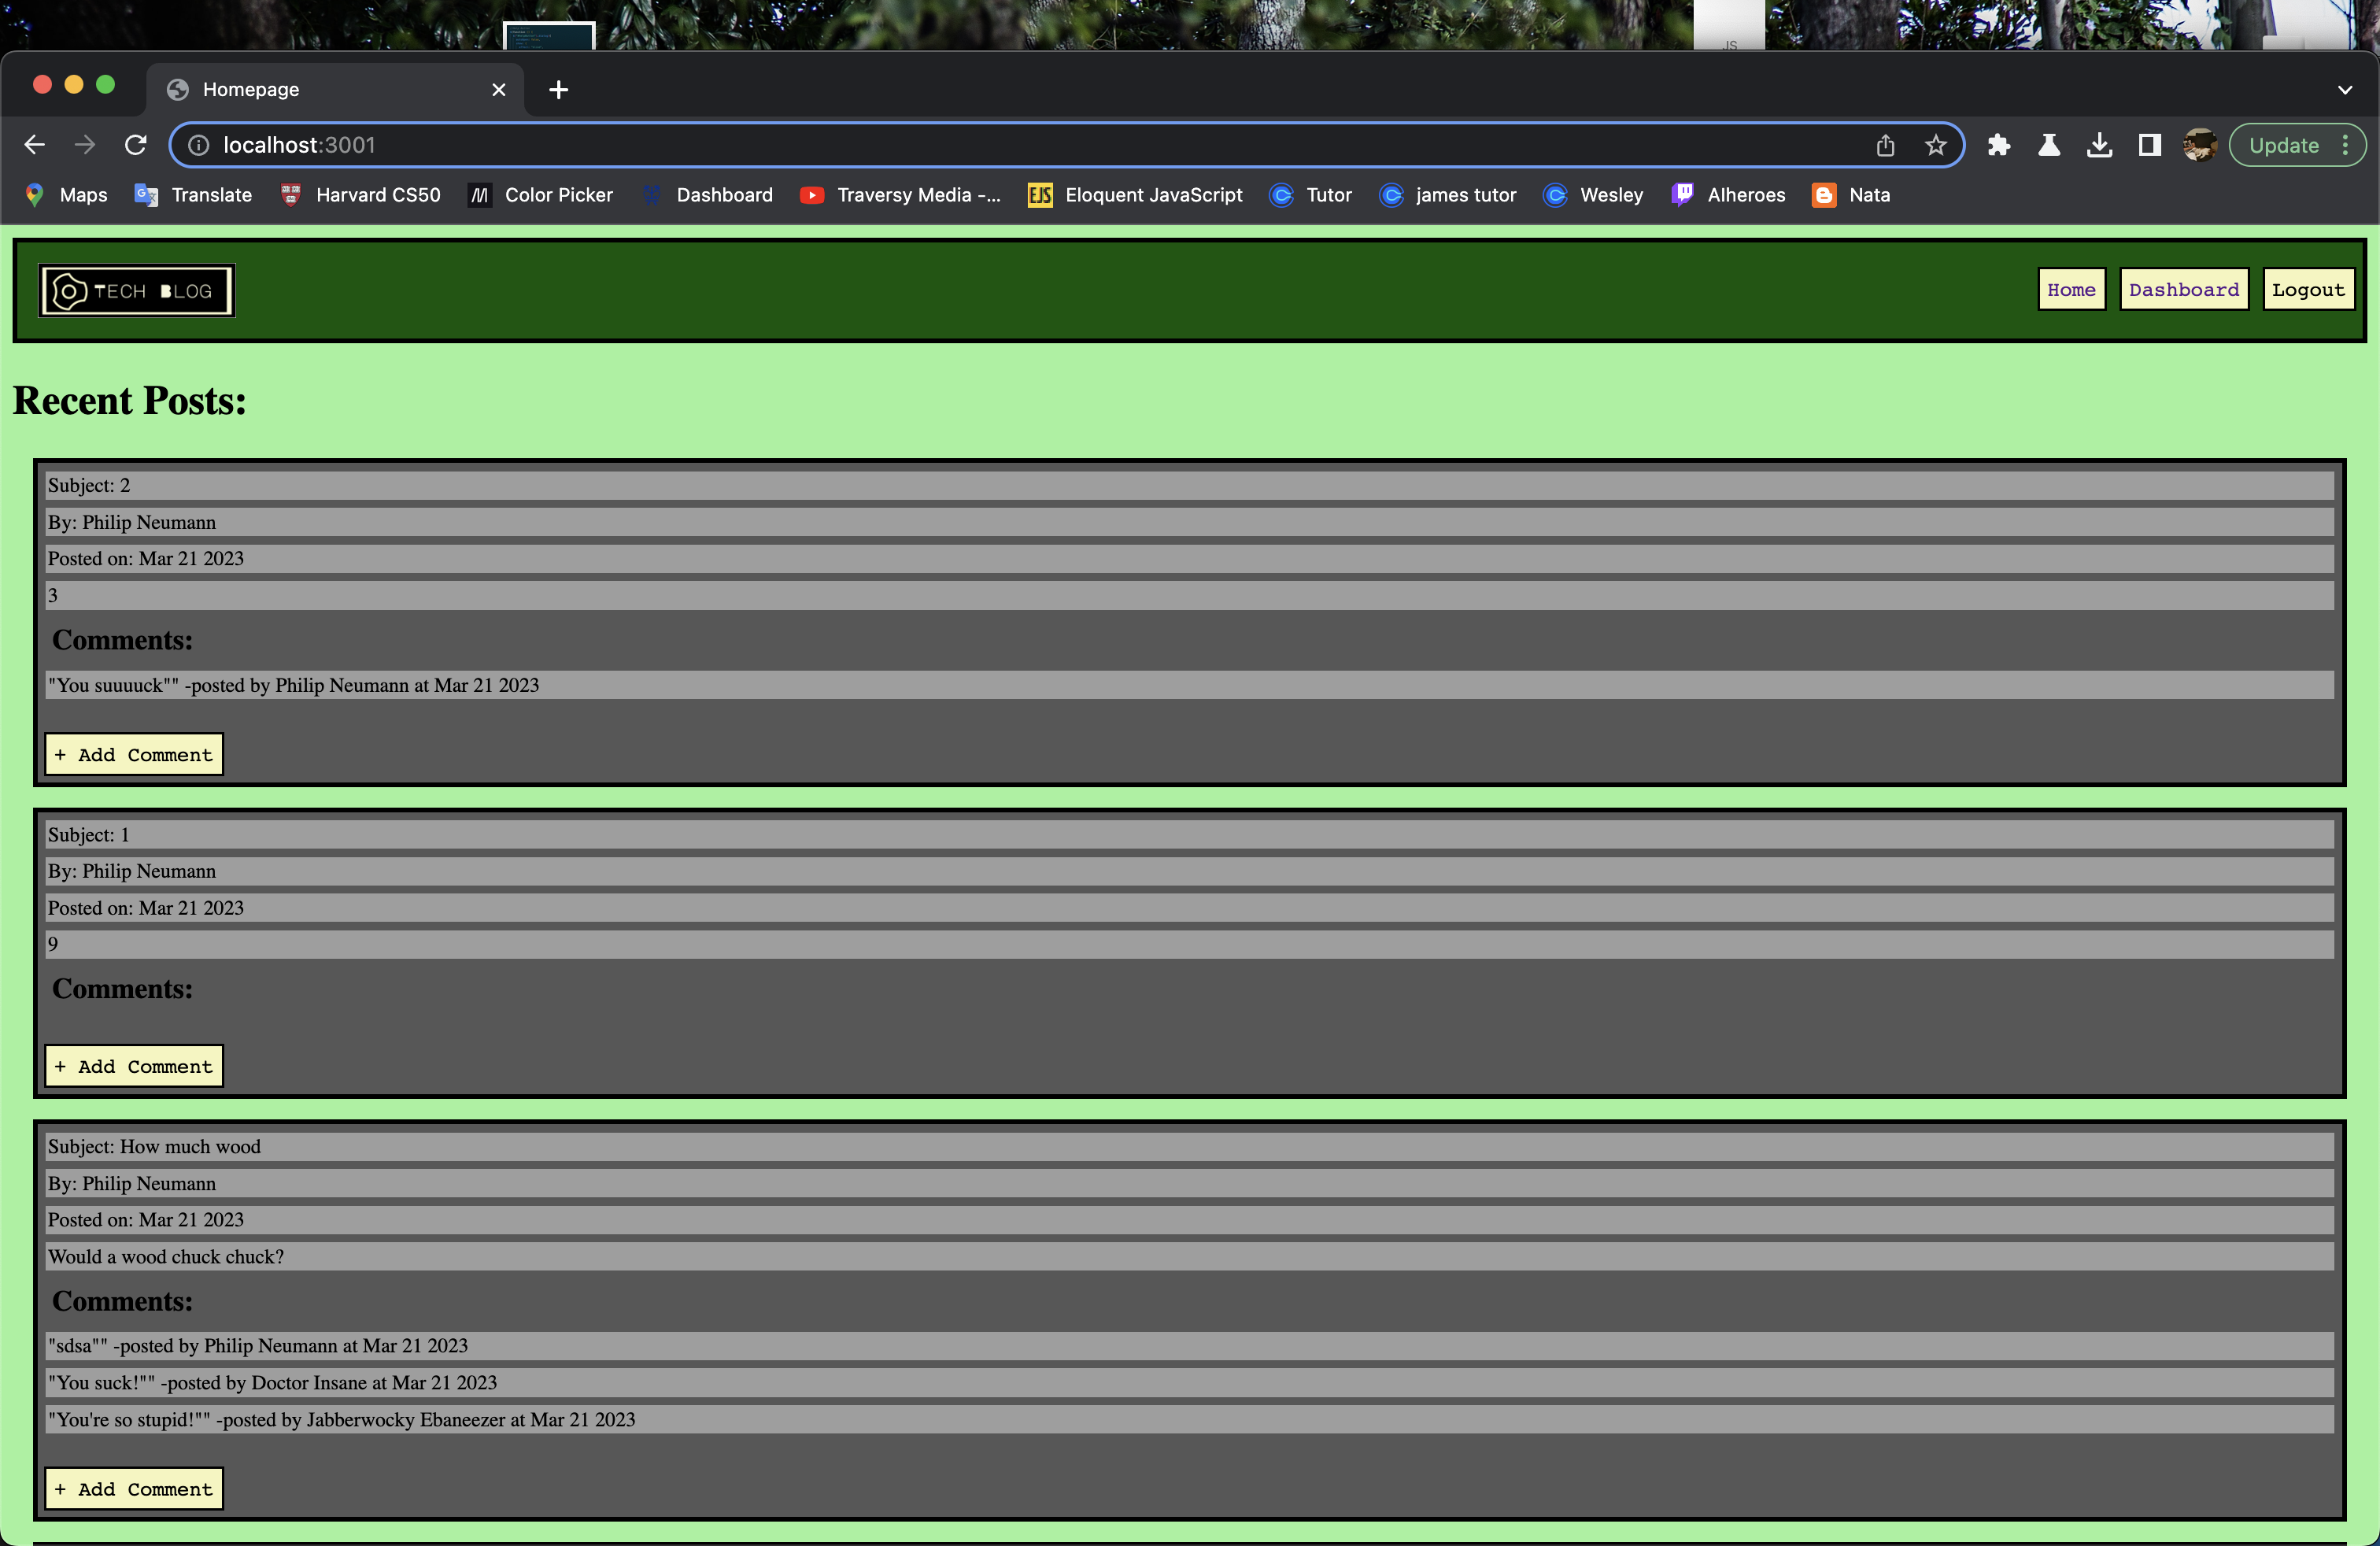 JS
Homepage
localhost:3001
Update
Maps Translate Harvard CS50 Color Picker Dashboard Traversy Media -... EJS Eloquent JavaScript Tutor james tutor Wesley Alheroes Nata
TECH BLOG
Home Dashboard Logout
Recent Posts:
Subject: 2
By: Philip Neumann
Posted on: Mar 21 2023
3
Comments:
"You suuuuck"" -posted by Philip Neumann at Mar 21 2023
+ Add Comment
Subject: 1
By: Philip Neumann
Posted on: Mar 21 2023
9
Comments:
+ Add Comment
Subject: How much wood
By: Philip Neumann
Posted on: Mar 21 2023
Would a wood chuck chuck?
Comments:
"sdsa"" -posted by Philip Neumann at Mar 21 2023
"You suck!"" -posted by Doctor Insane at Mar 21 2023
"You're so stupid!"" -posted by Jabberwocky Ebaneezer at Mar 21 2023
+ Add Comment